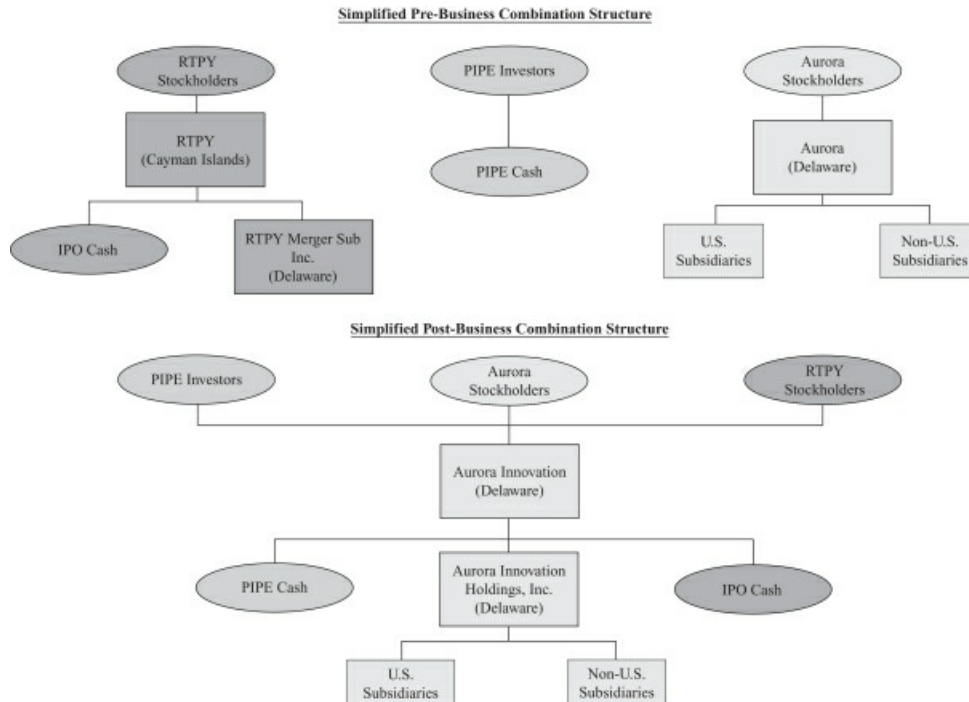 Simplified Pre-Business Combination Structure
RTPY
Stockholders
PIPE Investors
Aurora
Stockholders
RTPY
(Cayman Islands)
PIPE Cash
Aurora
(Delaware)
IPO Cash
RTPY Merger Sub
Inc.
(Delaware)
U.S.
Subsidiaries
Non-U.S.
Subsidiaries
Simplified Post-Business Combination Structure
PIPE Investors
Aurora
Stockholders
RTPY
Stockholders
Aurora Innovation
(Delaware)
PIPE Cash
Aurora Innovation
Holdings, Inc.
(Delaware)
IPO Cash
U.S.
Subsidiaries
Non-U.S.
Subsidiaries